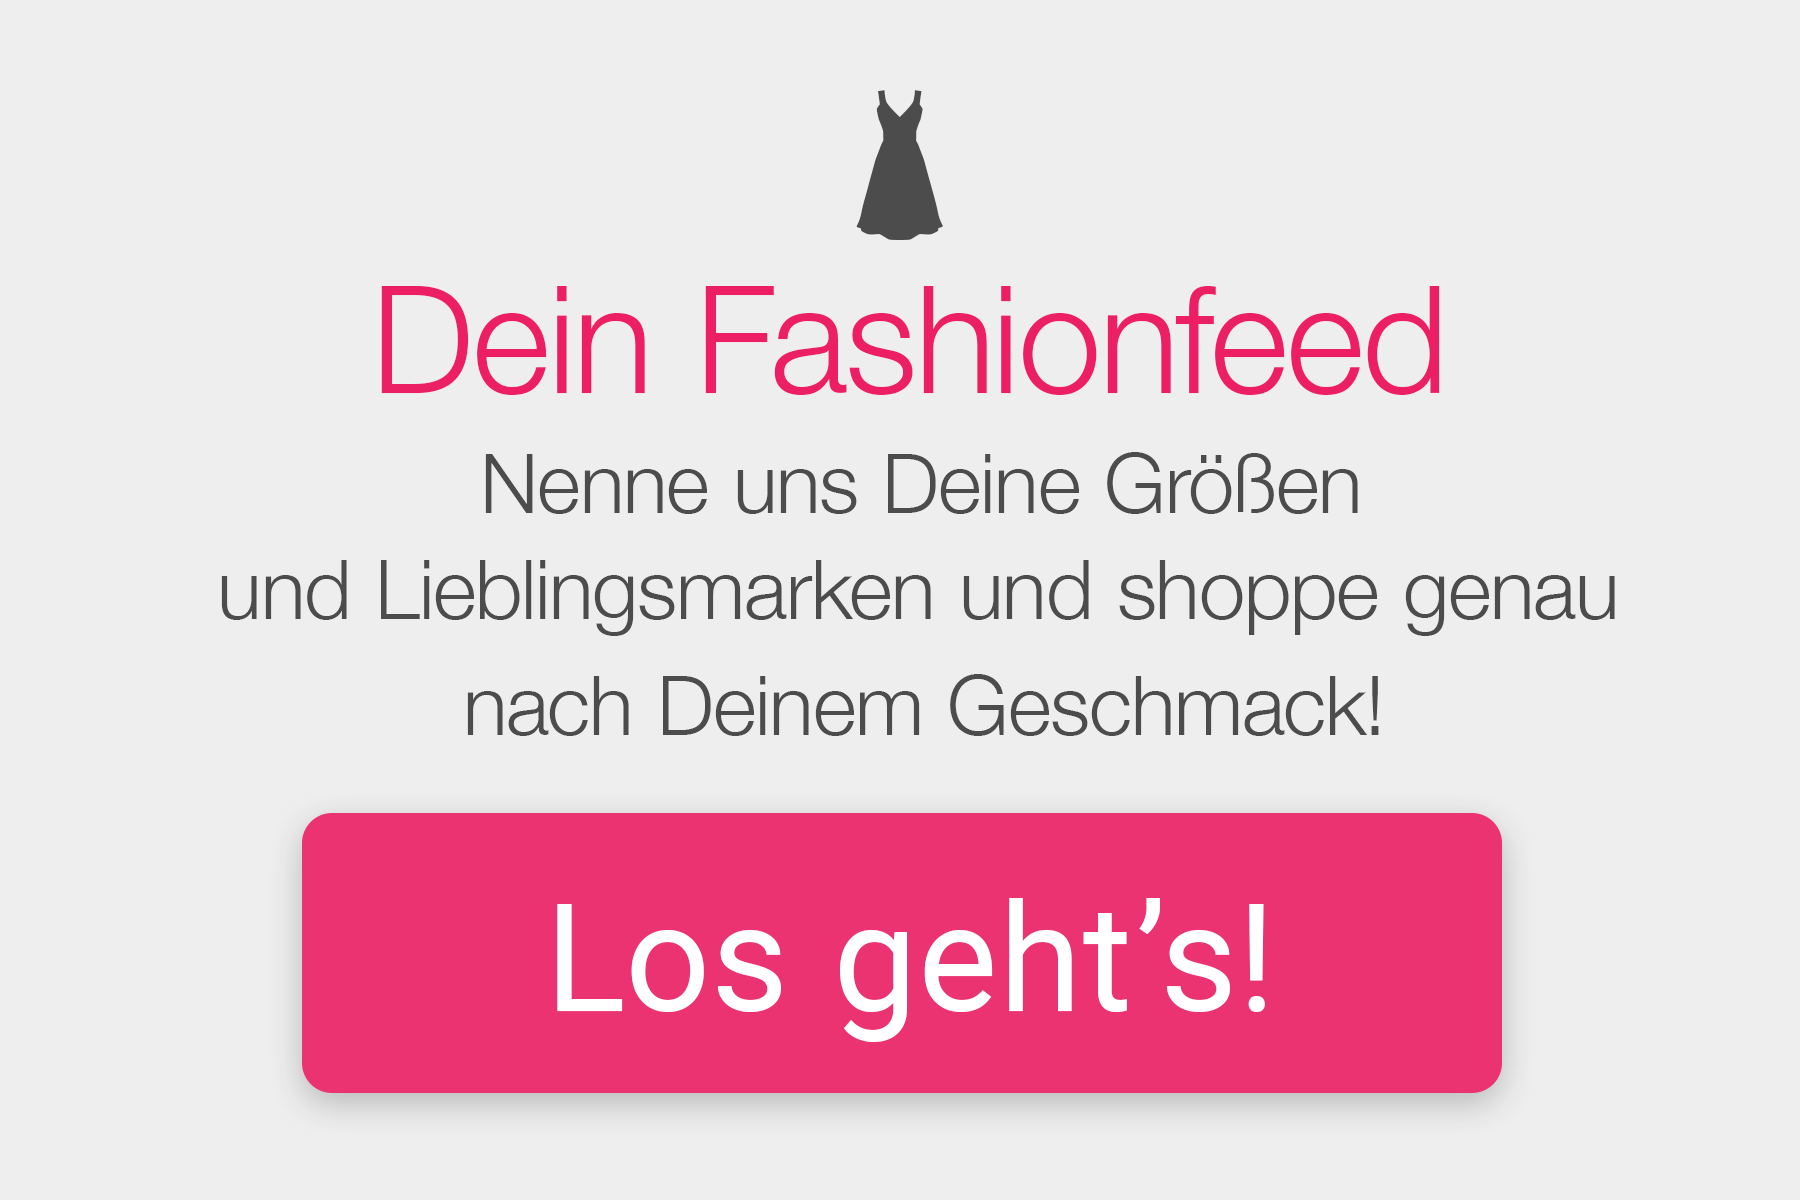 Dein Fashionfeed
Nenne uns Deine Größen
und Lieblingsmarken und shoppe genau
nach Deinem Geschmack!
Los geht’s!